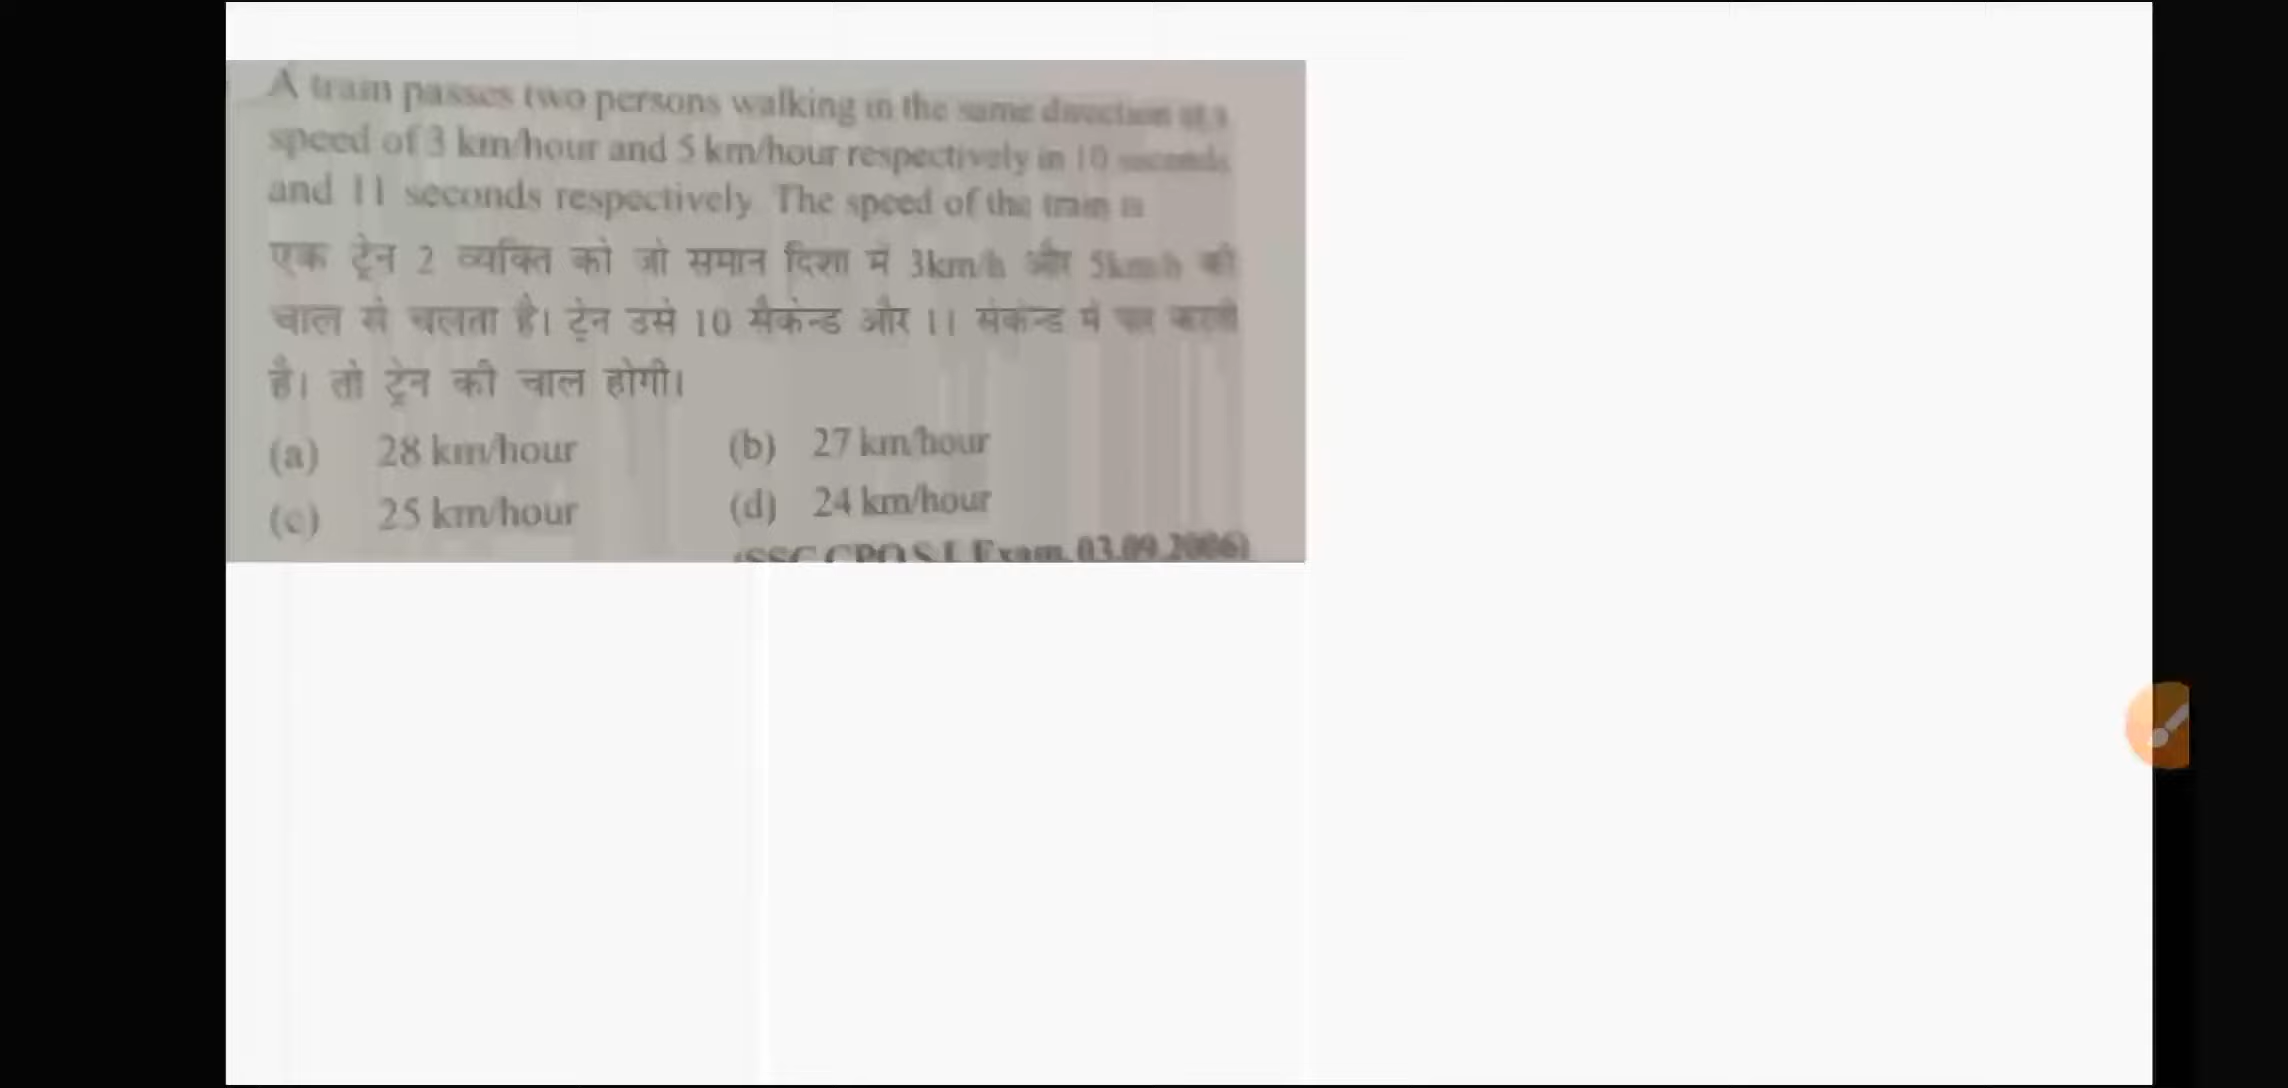 A train passes two persons walking in the same direction at a
speed of 3 km/hour and 5 km/hour respectively in 10 seconds
and 11 seconds respectively. The speed of the train is
एक ट्रेन 2 व्यक्ति को जो समान दिशा में 3km/h और 5km/h की
चाल से चलता है। ट्रेन उसे 10 सैकेन्ड और 11 सेकेन्ड में पार करती
है। तो ट्रेन की चाल होगी।
(a) 28 km/hour (b) 27 km/hour
(c) 25 km/hour (d) 24 km/hour
(SSC CPO S.I. Exam. 03.09.2006)